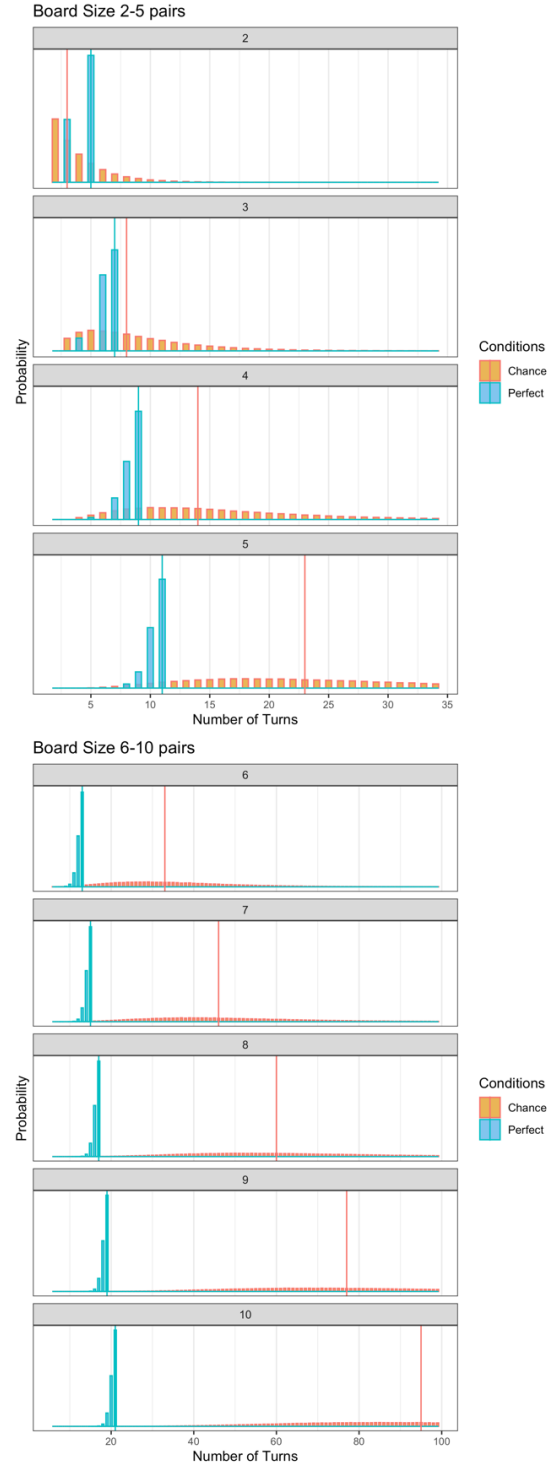 Board Size 2-5 pairs
2
3
4
5
5 10 15 20 25 30 35
Number of Turns
Probability
Conditions
Chance
Perfect
Board Size 6-10 pairs
6
7
8
9
10
20 40 60 80 100
Number of Turns
Probability
Conditions
Chance
Perfect